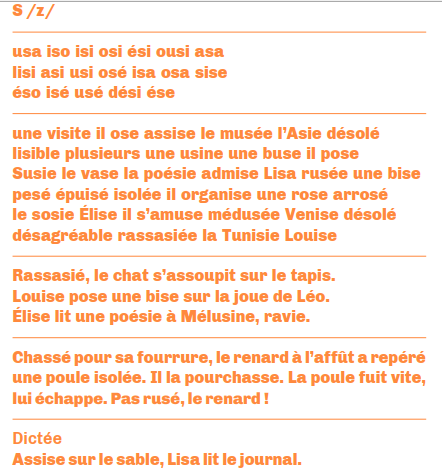 S /z/
usa iso isi osi ési ousi asa
lisi asi usi osé isa osa sise
éso isé usé dési ése
une visite il ose assise le musée l’Asie désolé
lisible plusieurs une usine une buse il pose
Susie le vase la poésie admise Lisa rusée une bise
pesé épuisé isolée il organise une rose arrosé
le sosie Élise il s’amuse médusée Venise désolé
désagréable rassasiée la Tunisie Louise
Rassasié, le chat s’assoupit sur le tapis.
Louise pose une bise sur la joue de Léo.
Élise lit une poésie à Mélusine, ravie.
Chassé pour sa fourrure, le renard à l’affût a repéré
une poule isolée. Il la pourchasse. La poule fuit vite,
lui échappe. Pas rusé, le renard !
Dictée
Assise sur le sable, Lisa lit le journal.